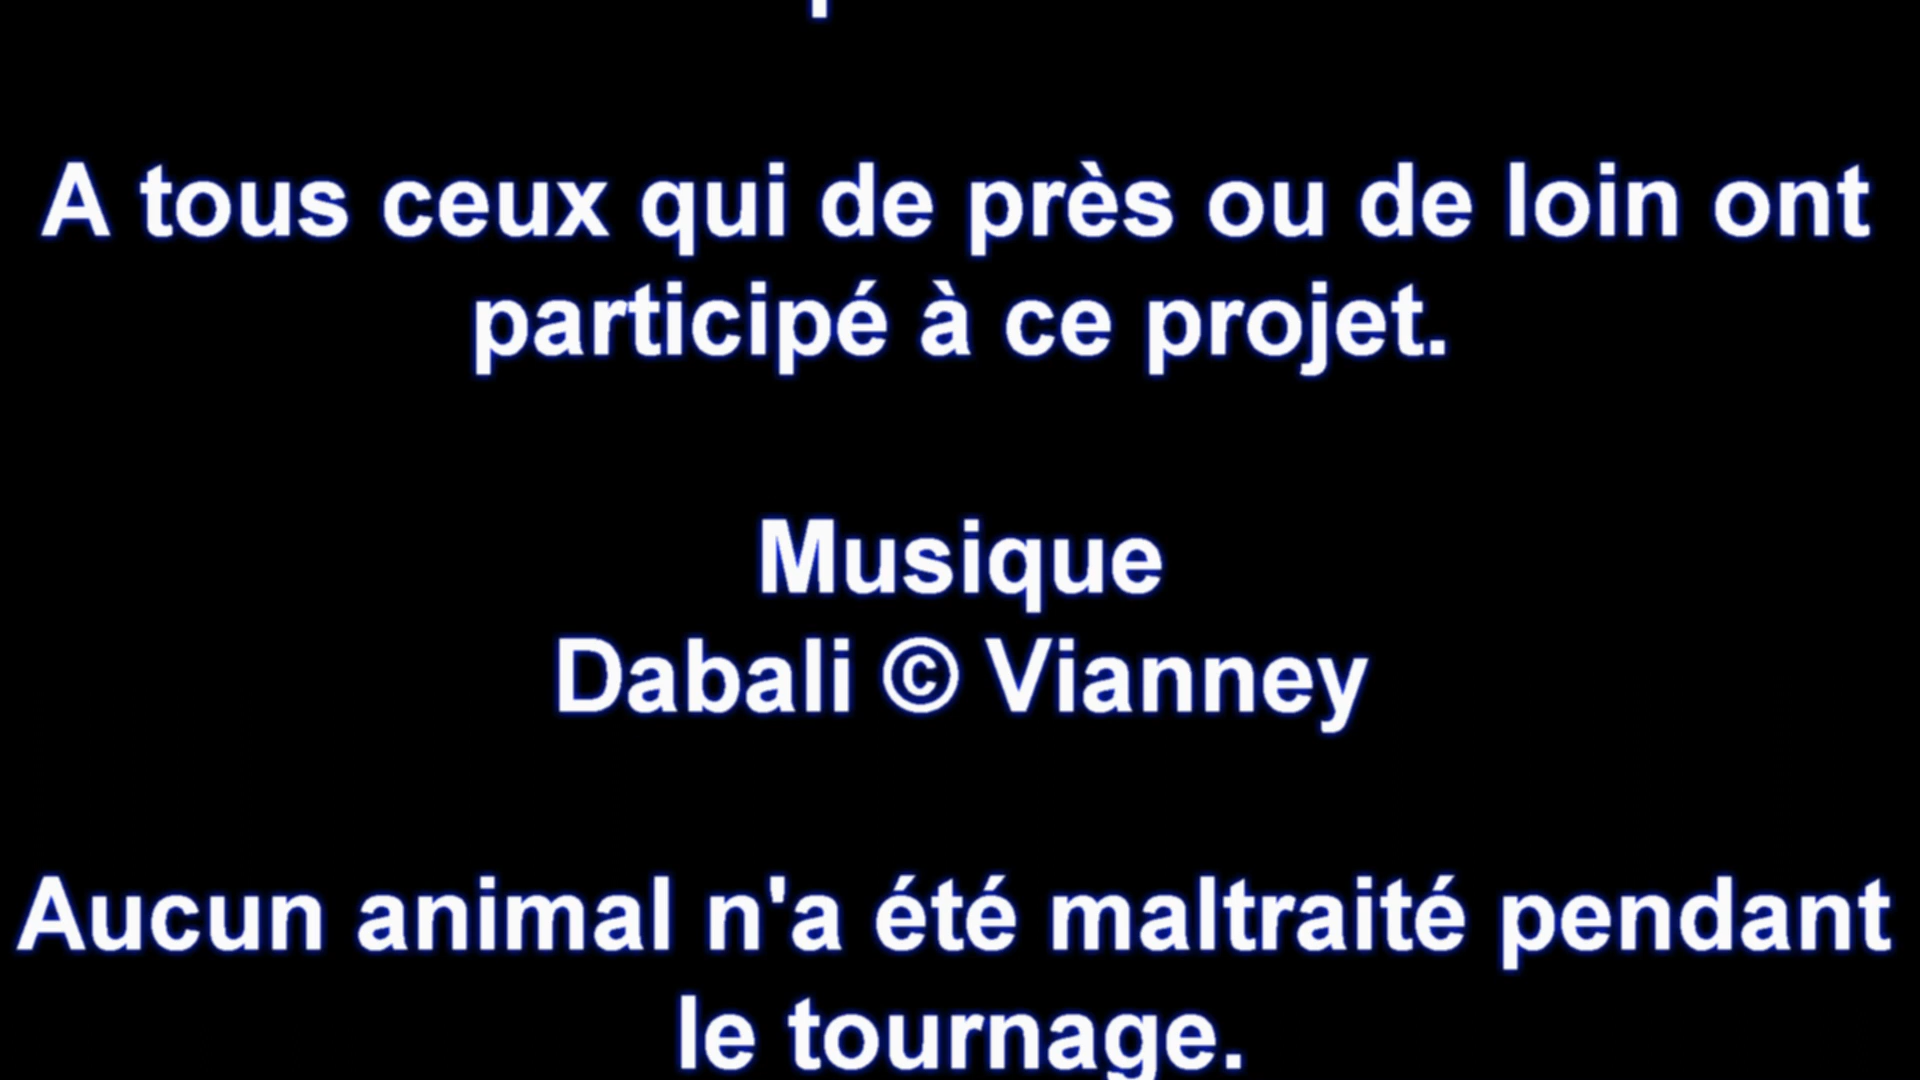 A tous ceux qui de près ou de loin ont
participé à ce projet.
Musique
Dabali © Vianney
Aucun animal n'a été maltraité pendant
le tournage.